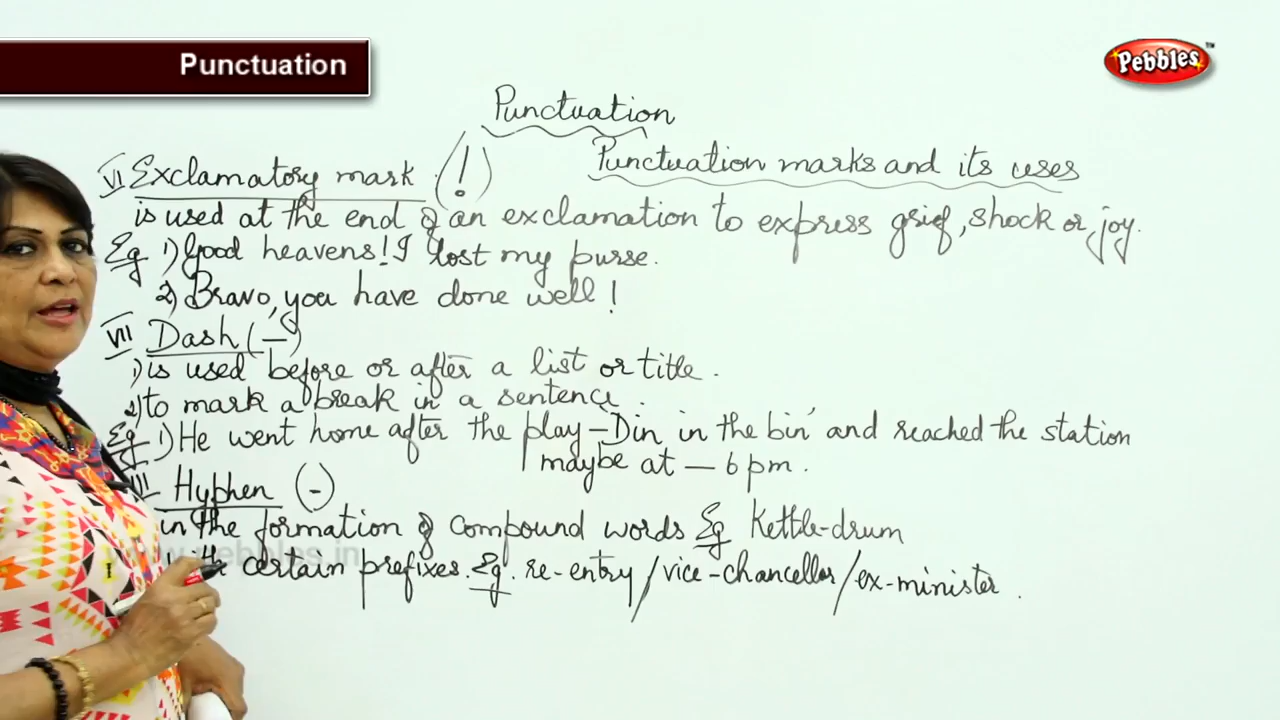 Punctuation
Pebbles™
Punctuation
Punctuation marks and its uses
VI Exclamatory mark (!)
is used at the end of an exclamation to express grief, shock or joy.
Eg 1) Good heavens! I lost my purse.
2) Bravo, you have done well!
VII Dash (—)
1) is used before or after a list or title.
2) to mark a break in a sentence.
Eg 1) He went home after the play – 'Din in the bin' and reached the station
maybe at — 6 pm.
III Hyphen (-)
in the formation of compound words Eg Kettle-drum
certain prefixes. Eg. re-entry/vice-chancellor/ex-minister.
www.pebbles.in